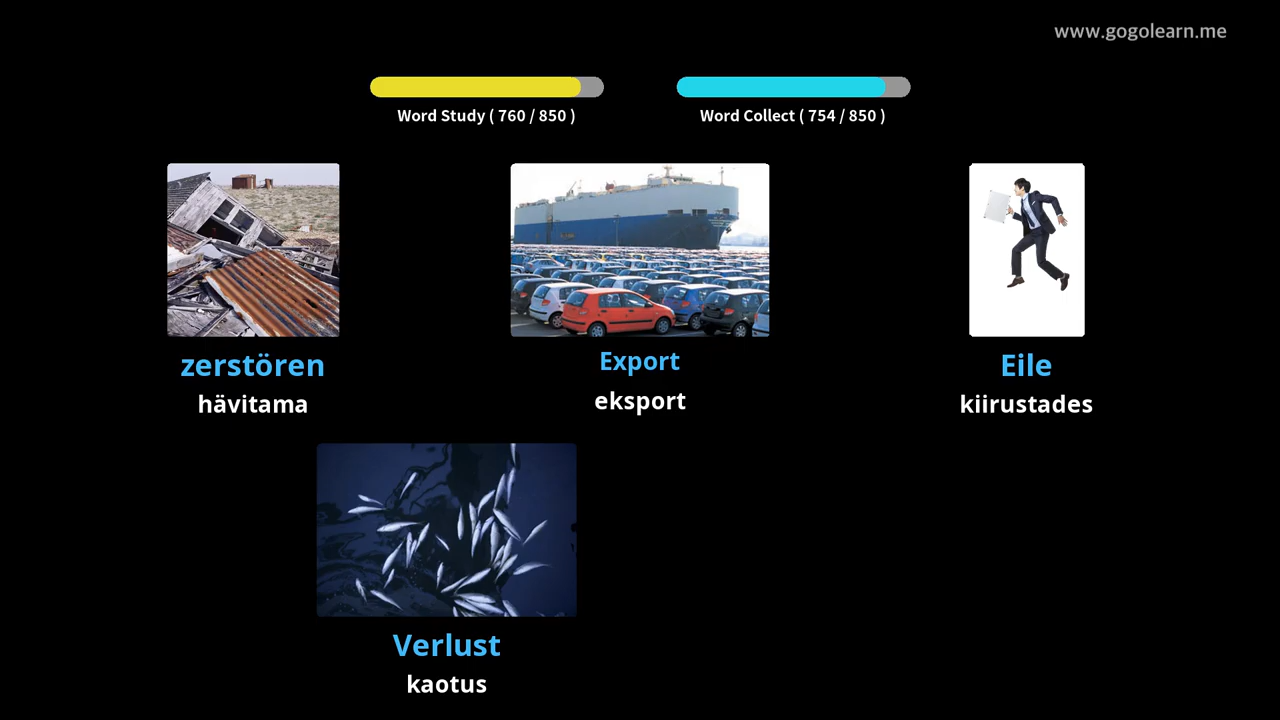 www.gogolearn.me
Word Study ( 760 / 850 )
Word Collect ( 754 / 850 )
zerstören
hävitama
Export
eksport
Eile
kiirustades
Verlust
kaotus